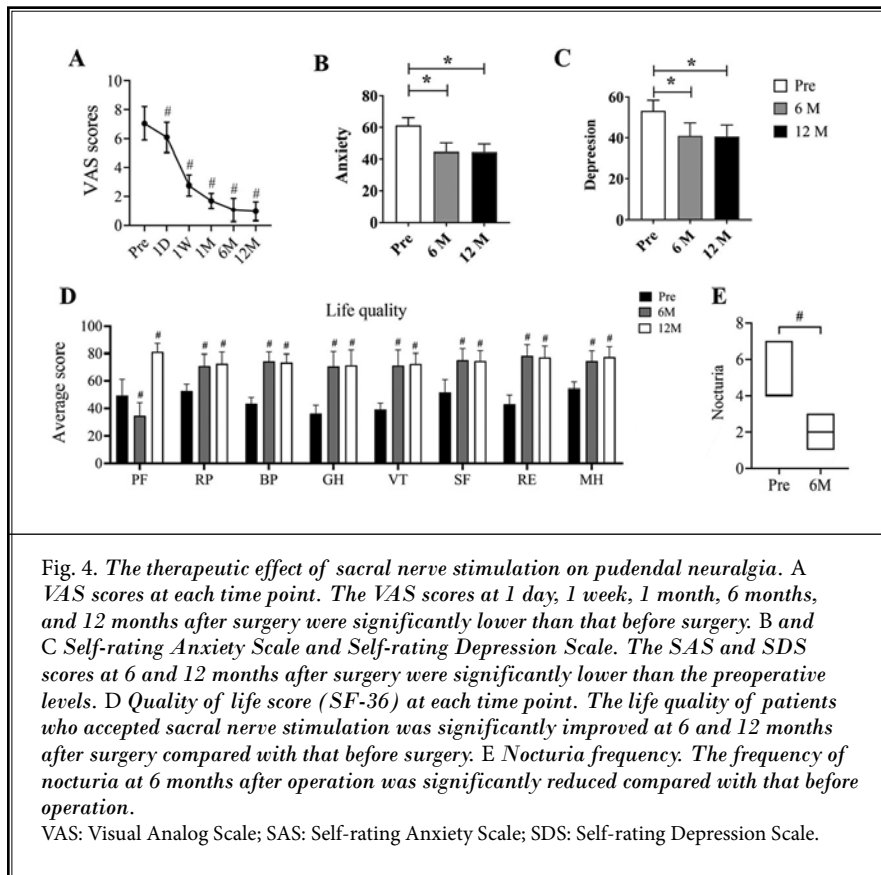 A
VAS scores
8
6
4
2
0
#
#
#
#
#
Pre
1D
1W
1M
6M
12M
B
Anxiety
80
60
40
20
0
*
*
Pre
6 M
12 M
C
Depreesion
60
40
20
0
*
*
Pre
6 M
12 M
Pre
6 M
12 M
D
Life quality
Average score
100
80
60
40
20
0
# # # # # # # # # # # # # # # #
PF RP BP GH VT SF RE MH
Pre
6M
12M
E
Nocturia
8
6
4
2
0
#
Pre 6M
Fig. 4. The therapeutic effect of sacral nerve stimulation on pudendal neuralgia. A
VAS scores at each time point. The VAS scores at 1 day, 1 week, 1 month, 6 months,
and 12 months after surgery were significantly lower than that before surgery. B and
C Self-rating Anxiety Scale and Self-rating Depression Scale. The SAS and SDS
scores at 6 and 12 months after surgery were significantly lower than the preoperative
levels. D Quality of life score (SF-36) at each time point. The life quality of patients
who accepted sacral nerve stimulation was significantly improved at 6 and 12 months
after surgery compared with that before surgery. E Nocturia frequency. The frequency of
nocturia at 6 months after operation was significantly reduced compared with that before
operation.
VAS: Visual Analog Scale; SAS: Self-rating Anxiety Scale; SDS: Self-rating Depression Scale.